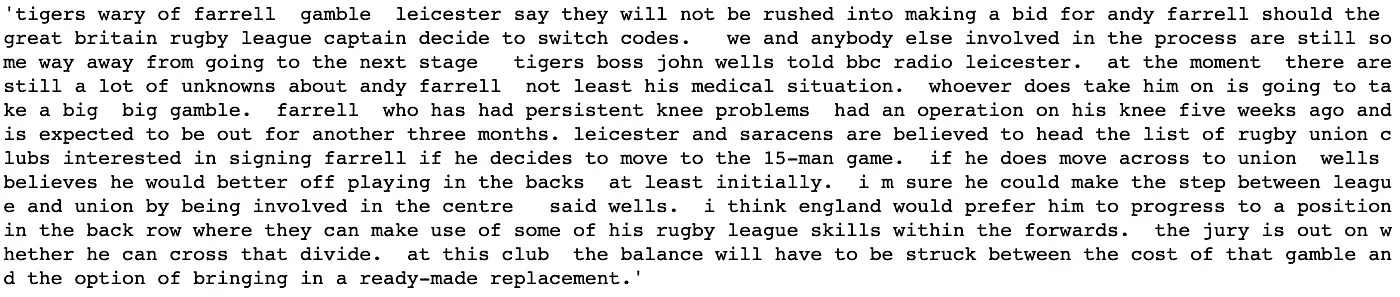 'tigers wary of farrell  gamble  leicester say they will not be rushed into making a bid for andy farrell should the
great britain rugby league captain decide to switch codes.   we and anybody else involved in the process are still so
me way away from going to the next stage   tigers boss john wells told bbc radio leicester.  at the moment  there are
still a lot of unknowns about andy farrell  not least his medical situation.  whoever does take him on is going to ta
ke a big  big gamble.  farrell  who has had persistent knee problems  had an operation on his knee five weeks ago and
is expected to be out for another three months. leicester and saracens are believed to head the list of rugby union c
lubs interested in signing farrell if he decides to move to the 15-man game.  if he does move across to union  wells
believes he would better off playing in the backs  at least initially.  i m sure he could make the step between leagu
e and union by being involved in the centre   said wells.  i think england would prefer him to progress to a position
in the back row where they can make use of some of his rugby league skills within the forwards.  the jury is out on w
hether he can cross that divide.  at this club  the balance will have to be struck between the cost of that gamble an
d the option of bringing in a ready-made replacement.'